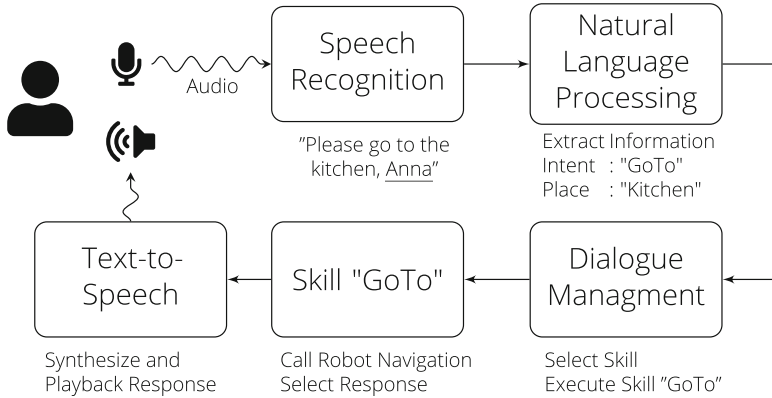 Speech
Recognition
Natural
Language
Processing
Audio
”Please go to the
kitchen, Anna”
Extract Information
Intent : "GoTo"
Place : "Kitchen"
Text-to-
Speech
Skill "GoTo"
Dialogue
Managment
Synthesize and
Playback Response
Call Robot Navigation
Select Response
Select Skill
Execute Skill ”GoTo”